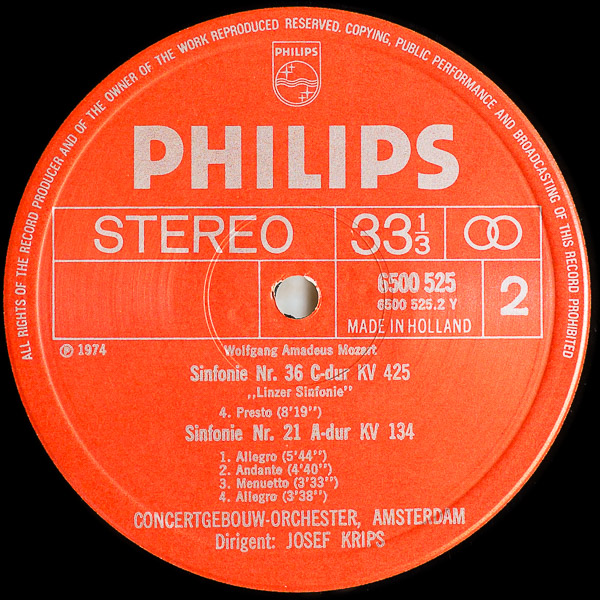 ALL RIGHTS OF THE RECORD PRODUCER AND OF THE OWNER OF THE WORK REPRODUCED RESERVED. COPYING, PUBLIC PERFORMANCE AND BROADCASTING OF THIS RECORD PROHIBITED
PHILIPS
PHILIPS
STEREO
33 1/3
6500 525
6500 525.2 Y
2
MADE IN HOLLAND
℗ 1974
Wolfgang Amadeus Mozart
Sinfonie Nr. 36 C-dur KV 425
„Linzer Sinfonie"
4. Presto (8'19")
Sinfonie Nr. 21 A-dur KV 134
1. Allegro (5'44")
2. Andante (4'40")
3. Menuetto (3'33")
4. Allegro (3'38")
CONCERTGEBOUW-ORCHESTER, AMSTERDAM
Dirigent: JOSEF KRIPS